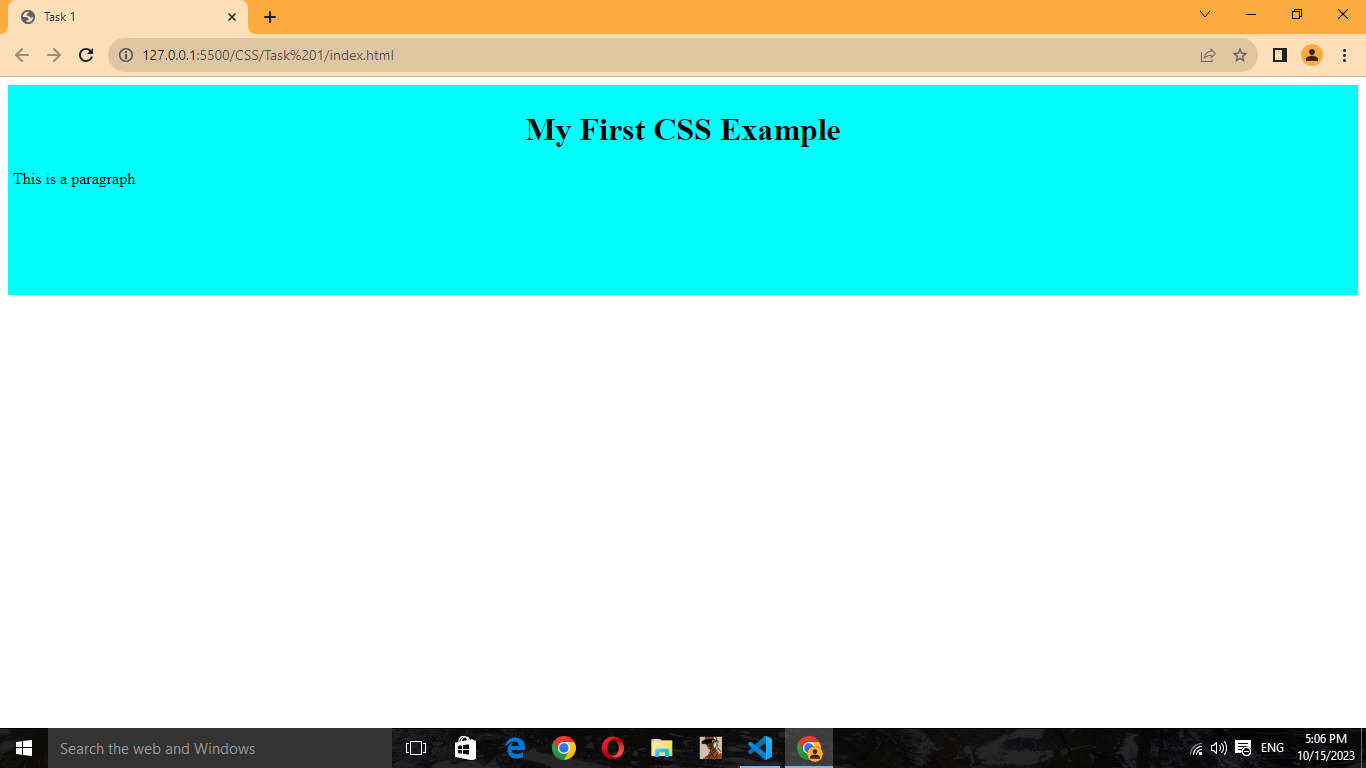 Task 1
127.0.0.1:5500/CSS/Task%201/index.html
My First CSS Example
This is a paragraph
Search the web and Windows
ENG
5:06 PM
10/15/2023